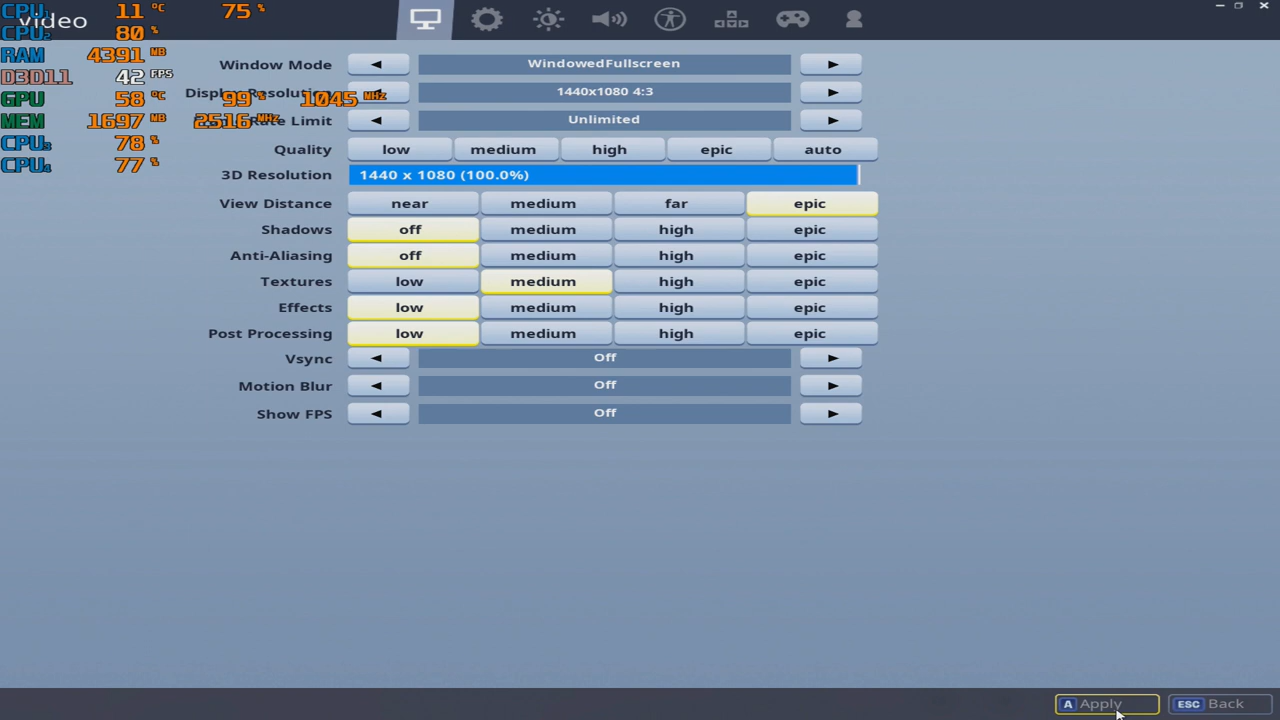 Video
CPU1 11 °C 75 %
CPU2 80 %
RAM 4391 MB
D3D11 42 FPS
GPU 58 °C 99 % 1045 MHz
MEM 1697 MB 2516 MHz
CPU3 78 %
CPU4 77 %
Window Mode ◄ WindowedFullscreen ►
Display Resolution ◄ 1440x1080 4:3 ►
Rate Limit ◄ Unlimited ►
Quality low medium high epic auto
3D Resolution 1440 x 1080 (100.0%)
View Distance near medium far epic
Shadows off medium high epic
Anti-Aliasing off medium high epic
Textures low medium high epic
Effects low medium high epic
Post Processing low medium high epic
Vsync ◄ Off ►
Motion Blur ◄ Off ►
Show FPS ◄ Off ►
A Apply ESC Back